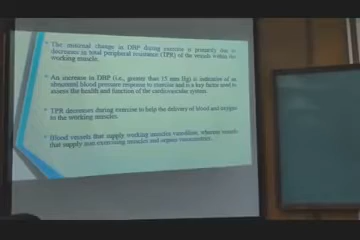 The minimal change in DBP during exercise is primarily due to
decreases in total peripheral resistance (TPR) of the vessels within the
working muscle.
An increase in DBP (i.e., greater than 15 mm Hg) is indicative of an
abnormal blood pressure response to exercise and is a key factor used to
assess the health and function of the cardiovascular system.
TPR decreases during exercise to help the delivery of blood and oxygen
to the working muscles.
Blood vessels that supply working muscles vasodilate, whereas vessels
that supply non exercising muscles and organs vasoconstrict.